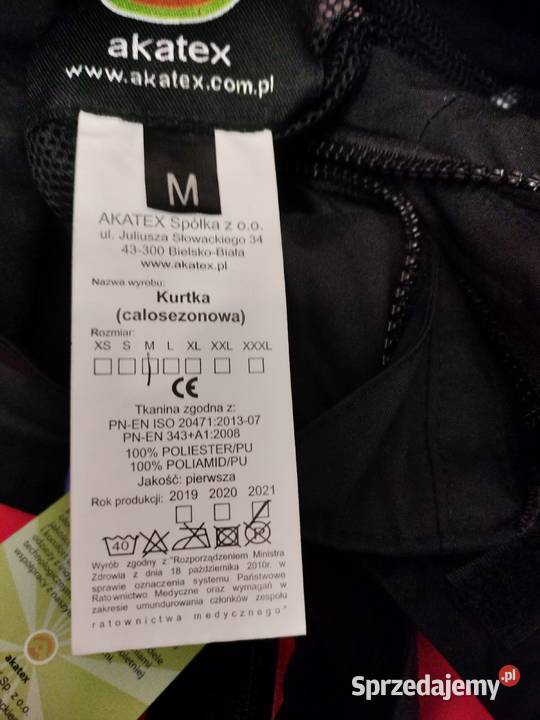 akatex
www.akatex.com.pl
M
AKATEX Spółka z o.o.
ul. Juliusza Słowackiego 34
43-300 Bielsko-Biała
www.akatex.pl
Nazwa wyrobu:
Kurtka
(calosezonowa)
Rozmiar:
XS S M L XL XXL XXXL
CE
Tkanina zgodna z:
PN-EN ISO 20471:2013-07
PN-EN 343+A1:2008
100% POLIESTER/PU
100% POLIAMID/PU
Jakość: pierwsza
Rok produkcji: 2019 2020 2021
40 P
Wyrób zgodny z:"Rozporządzeniem Ministra
Zdrowia z dnia 18 października 2010r. w
sprawie oznaczenia systemu Państwowe
Ratownictwo Medyczne oraz wymagań w
zakresie umundurowania członków zespołu
ratownictwa medycznego"
akatex
Sp. z o.o.
Sprzedajemy.pl